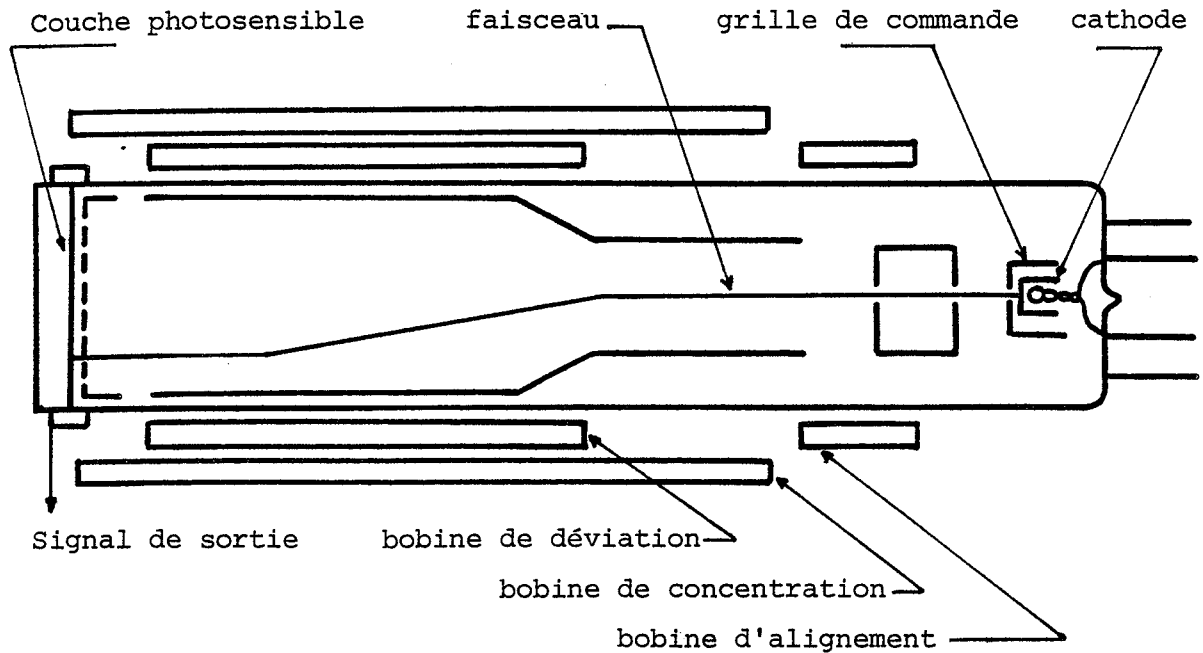 Couche photosensible
faisceau
grille de commande
cathode
Signal de sortie
bobine de déviation
bobine de concentration
bobine d'alignement